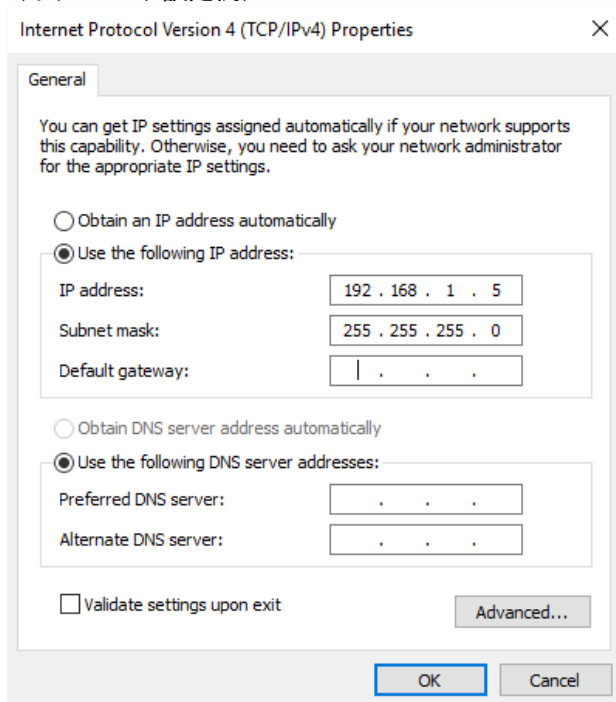 Internet Protocol Version 4 (TCP/IPv4) Properties
General
You can get IP settings assigned automatically if your network supports
this capability. Otherwise, you need to ask your network administrator
for the appropriate IP settings.
Obtain an IP address automatically
Use the following IP address:
IP address: 192 . 168 . 1 . 5
Subnet mask: 255 . 255 . 255 . 0
Default gateway: . . .
Obtain DNS server address automatically
Use the following DNS server addresses:
Preferred DNS server: . . .
Alternate DNS server: . . .
Validate settings upon exit
Advanced...
OK Cancel